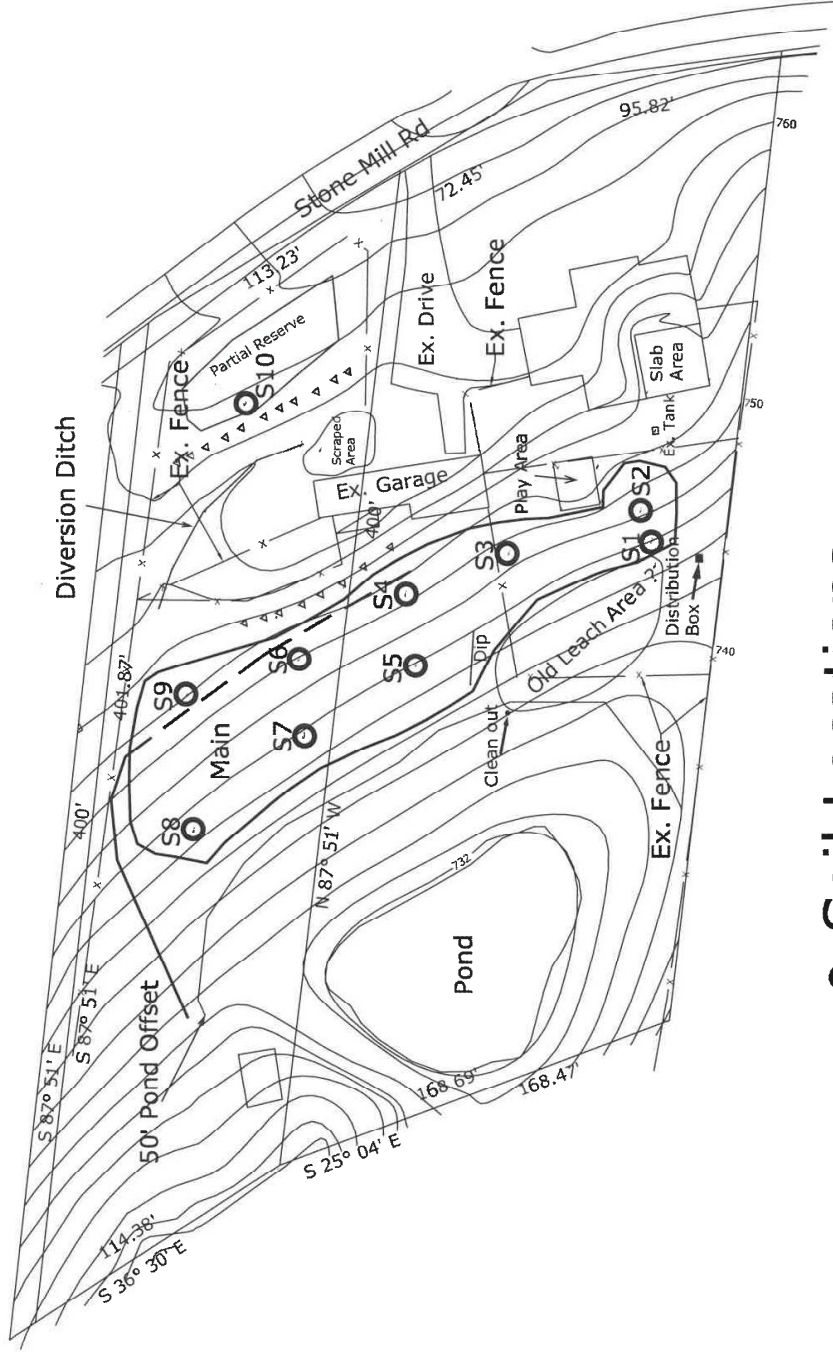 Stone Mill Rd
113.23'
72.45'
95.82'
760
Diversion Ditch
Ex. Fence
Partial Reserve
S10
Ex. Drive
Ex. Fence
Scraped
Area
Ex. Garage
400'
Play Area
Slab
Area
Ex. Tank
750
401.87'
S9
S6
S4
S3
S2
S1
400'
Main
S7
S5
S8
Dip
Old Leach Area
-?-
Distribution
Box
740
Clean out
Ex. Fence
N 87° 51' W
732
Pond
S 87° 51' E
S 87° 51' E
50' Pond Offset
168.69'
168.47'
S 25° 04' E
114.38'
S 36° 30' E